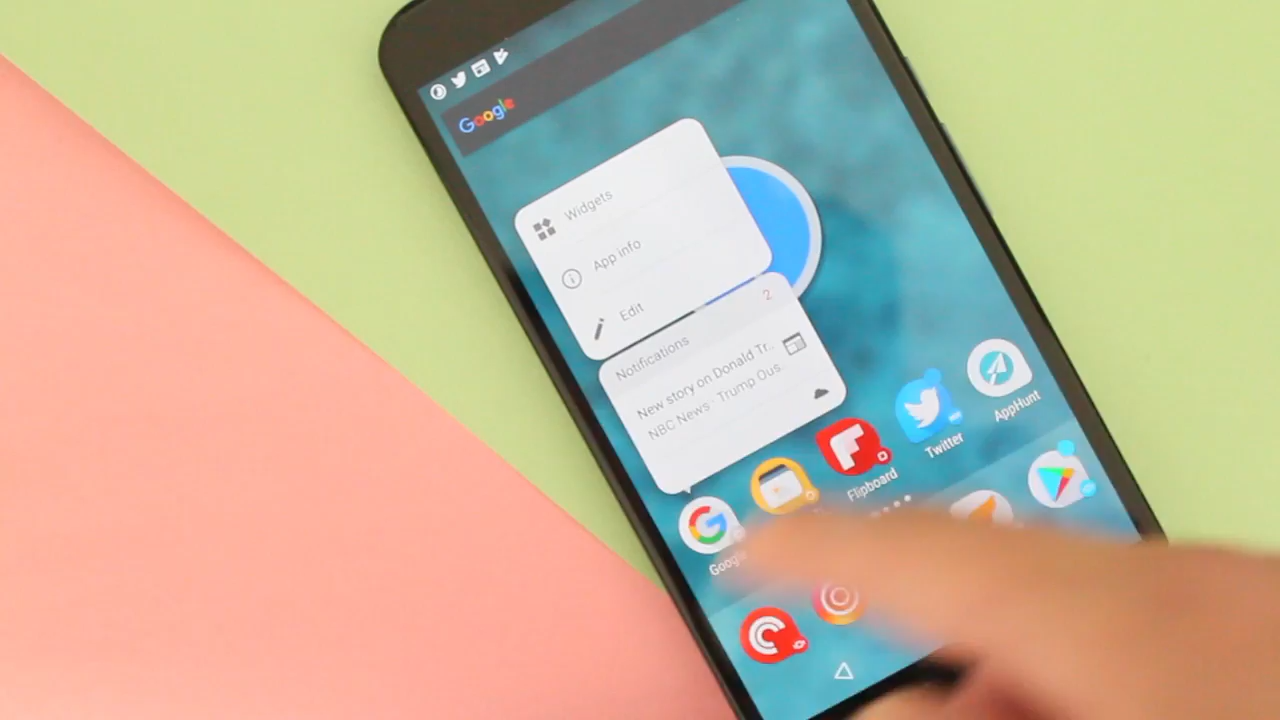 Google
Widgets
App info
Edit
Notifications 2
New story on Donald Tr..
NBC News · Trump Ous
AppHunt
Twitter
Flipboard
Google